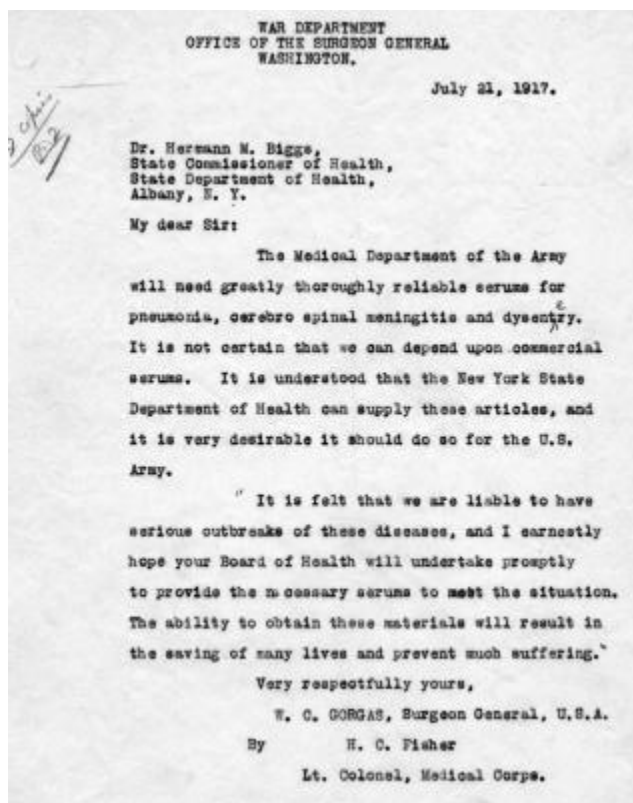 WAR DEPARTMENT
OFFICE OF THE SURGEON GENERAL
WASHINGTON.
July 21, 1917.
Dr. Hermann M. Biggs,
State Commissioner of Health,
State Department of Health,
Albany, N. Y.
My dear Sir:
The Medical Department of the Army
will need greatly thoroughly reliable serums for
pneumonia, cerebro spinal meningitis and dysentery.
It is not certain that we can depend upon commercial
serums. It is understood that the New York State
Department of Health can supply these articles, and
it is very desirable it should do so for the U.S.
Army.
" It is felt that we are liable to have
serious outbreaks of these diseases, and I earnestly
hope your Board of Health will undertake promptly
to provide the necessary serums to meet the situation.
The ability to obtain these materials will result in
the saving of many lives and prevent much suffering."
Very respectfully yours,
W. C. GORGAS, Surgeon General, U.S.A.
By H. C. Fisher
Lt. Colonel, Medical Corps.